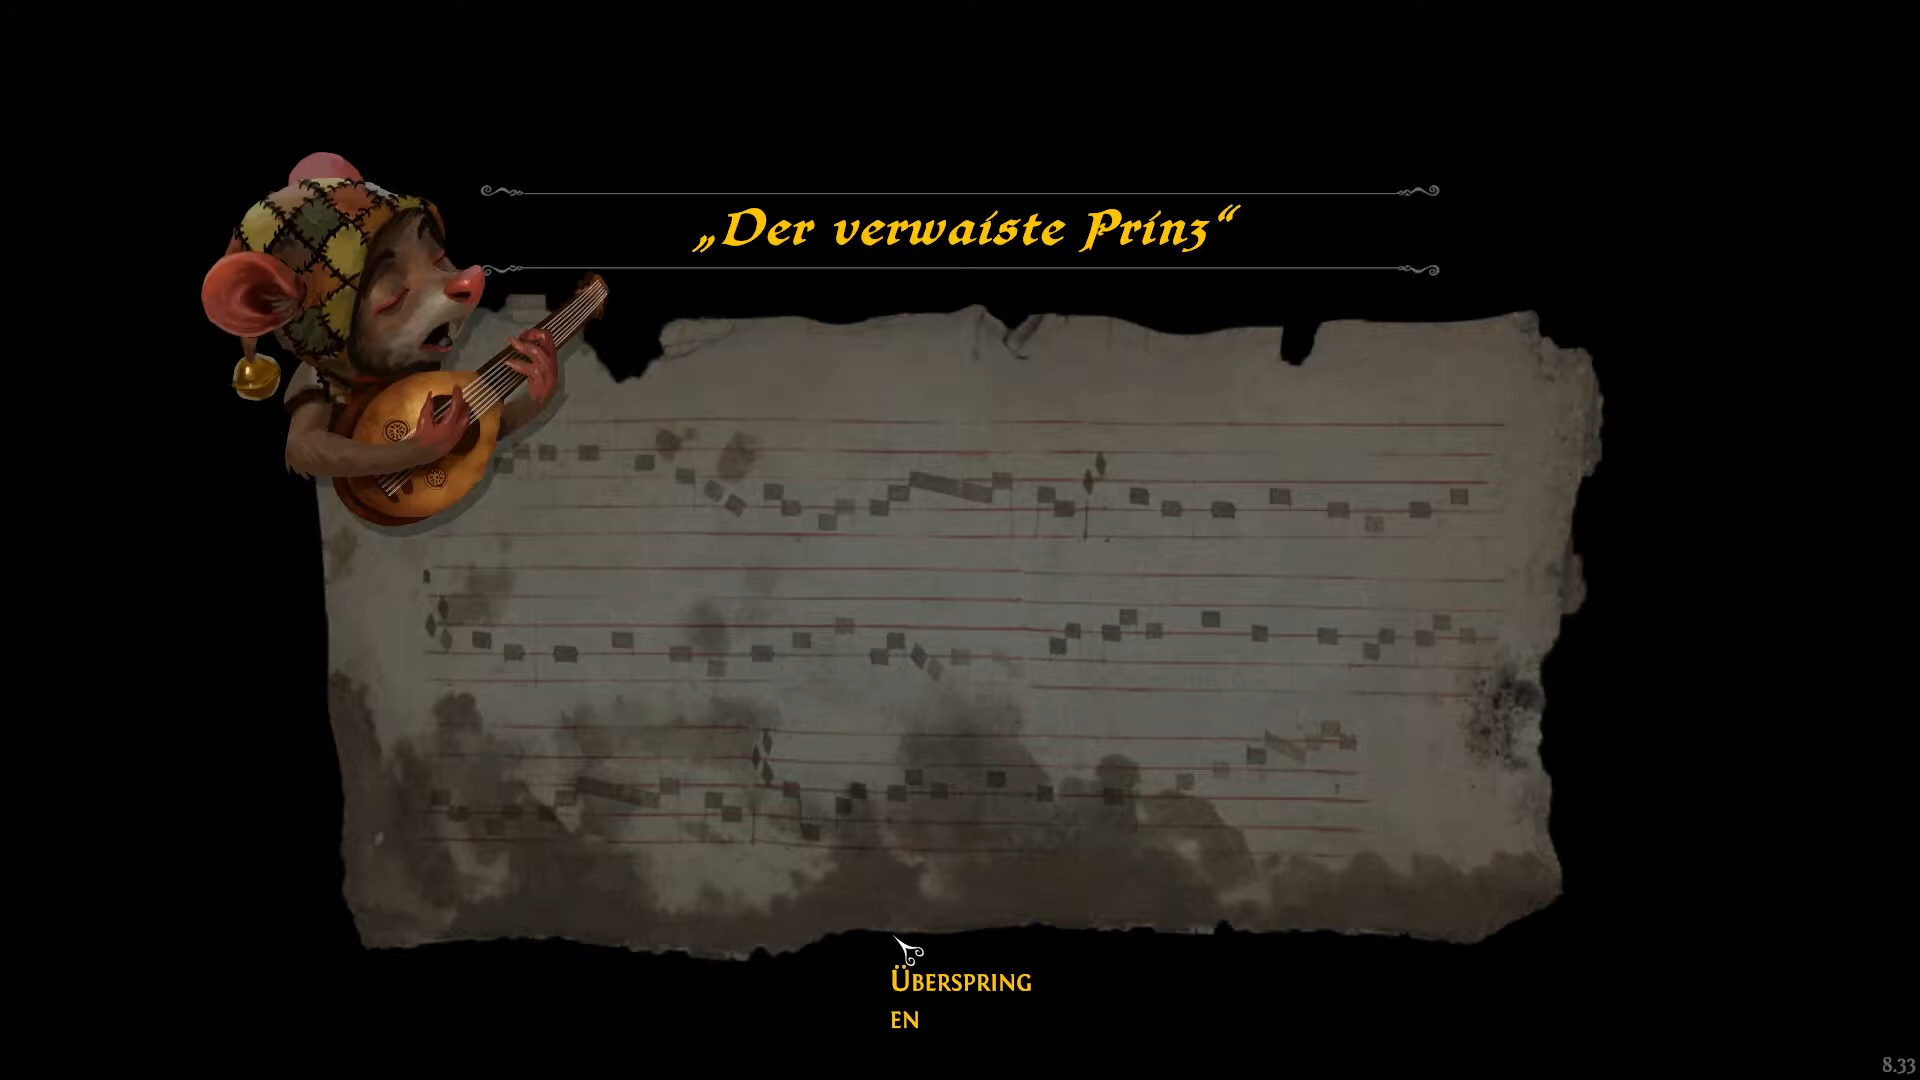 „Der verwaiste Prinz“
ÜBERSPRING
EN
8.33